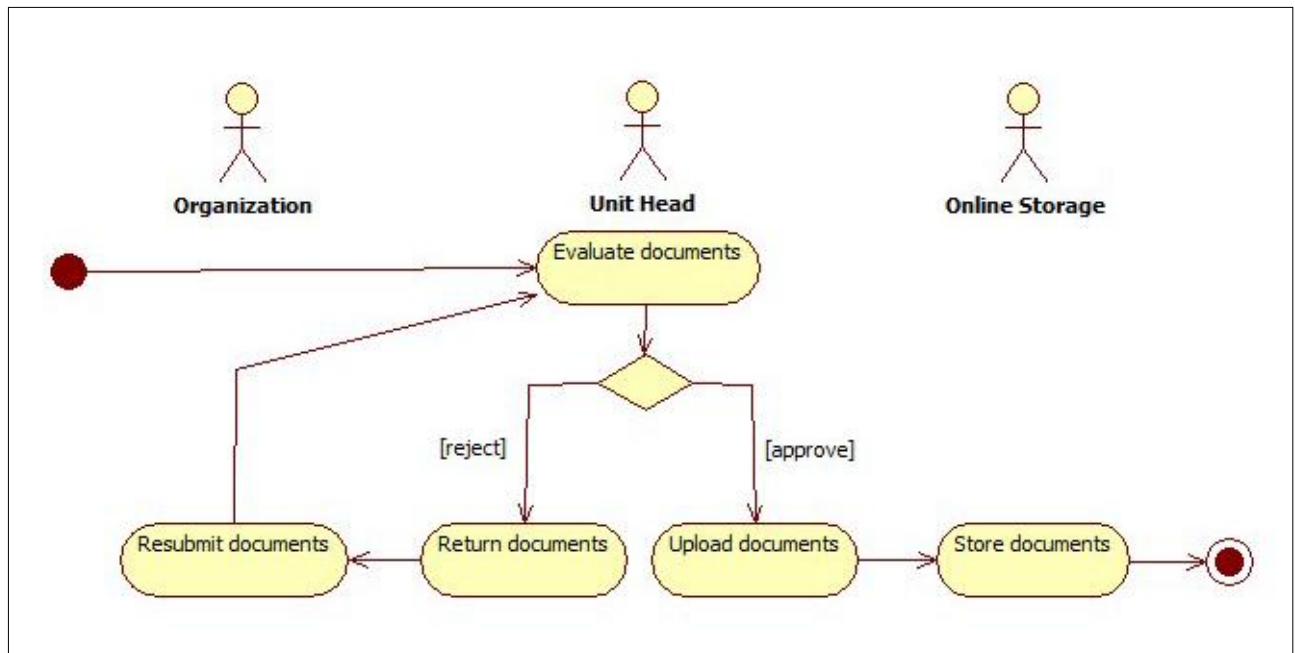 Organization
Unit Head
Online Storage
Evaluate documents
[reject]
[approve]
Resubmit documents
Return documents
Upload documents
Store documents